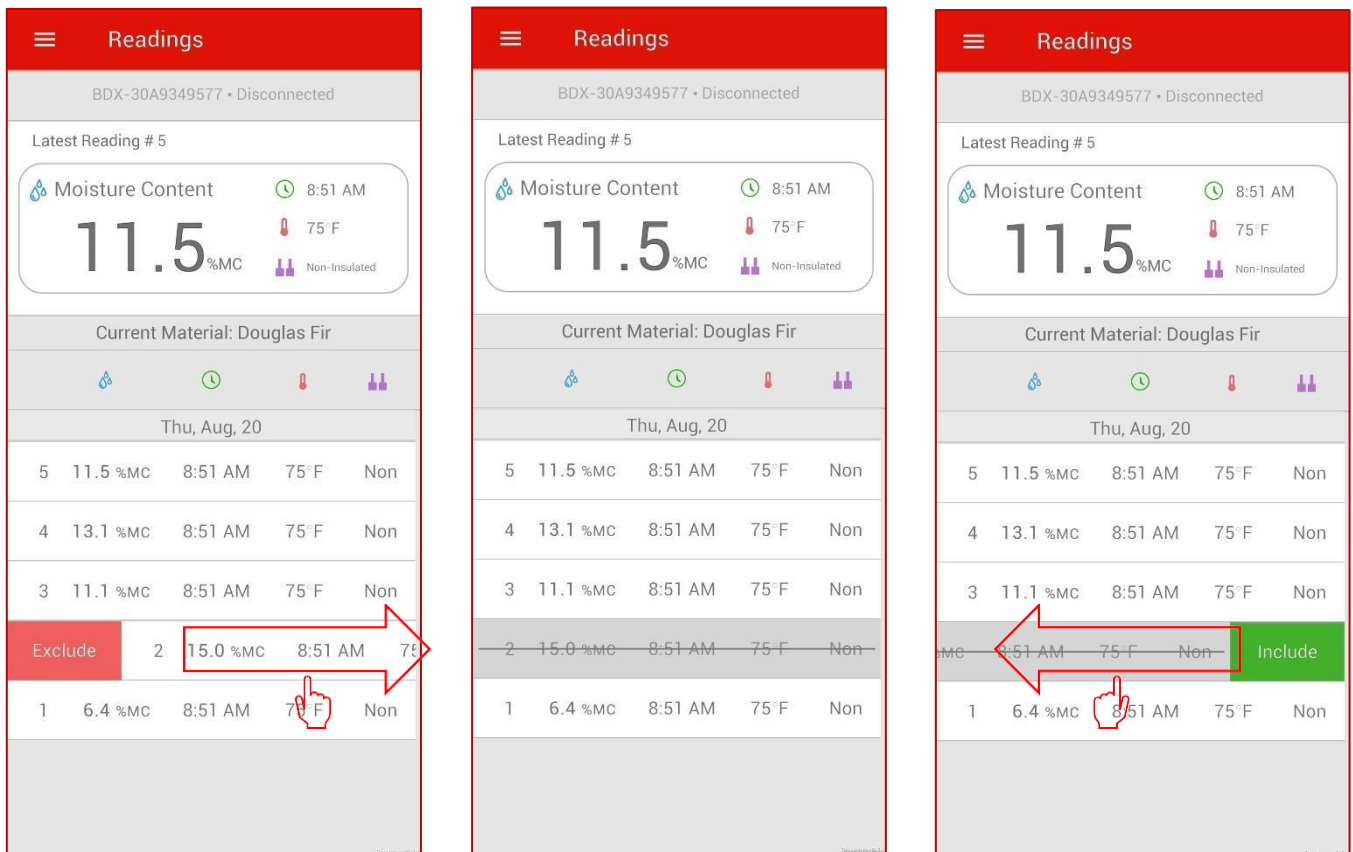 Readings
BDX-30A9349577 • Disconnected
Latest Reading # 5
Moisture Content 8:51 AM
11.5 %MC 75°F
Non-Insulated
Current Material: Douglas Fir
Thu, Aug, 20
5 11.5 %MC 8:51 AM 75°F Non
4 13.1 %MC 8:51 AM 75°F Non
3 11.1 %MC 8:51 AM 75°F Non
Exclude 2 15.0 %MC 8:51 AM 75
1 6.4 %MC 8:51 AM 75°F Non
Readings
BDX-30A9349577 • Disconnected
Latest Reading # 5
Moisture Content 8:51 AM
11.5 %MC 75°F
Non-Insulated
Current Material: Douglas Fir
Thu, Aug, 20
5 11.5 %MC 8:51 AM 75°F Non
4 13.1 %MC 8:51 AM 75°F Non
3 11.1 %MC 8:51 AM 75°F Non
2 15.0 %MC 8:51 AM 75°F Non
1 6.4 %MC 8:51 AM 75°F Non
Readings
BDX-30A9349577 • Disconnected
Latest Reading # 5
Moisture Content 8:51 AM
11.5 %MC 75°F
Non-Insulated
Current Material: Douglas Fir
Thu, Aug, 20
5 11.5 %MC 8:51 AM 75°F Non
4 13.1 %MC 8:51 AM 75°F Non
3 11.1 %MC 8:51 AM 75°F Non
%MC 8:51 AM 75°F Non Include
1 6.4 %MC 8:51 AM 75°F Non